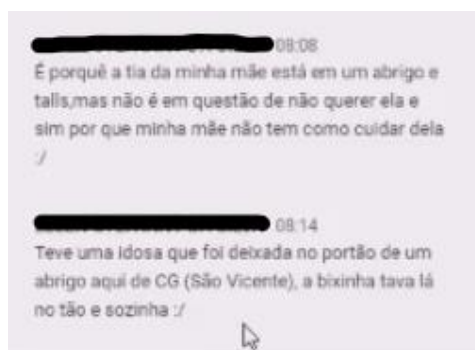 08:08
É porquê a tia da minha mãe está em um abrigo e
talls,mas não é em questão de não querer ela e
sim por que minha mãe não tem como cuidar dela
:/
08:14
Teve uma idosa que foi deixada no portão de um
abrigo aqui de CG (São Vicente), a bixinha tava lá
no tão e sozinha :/